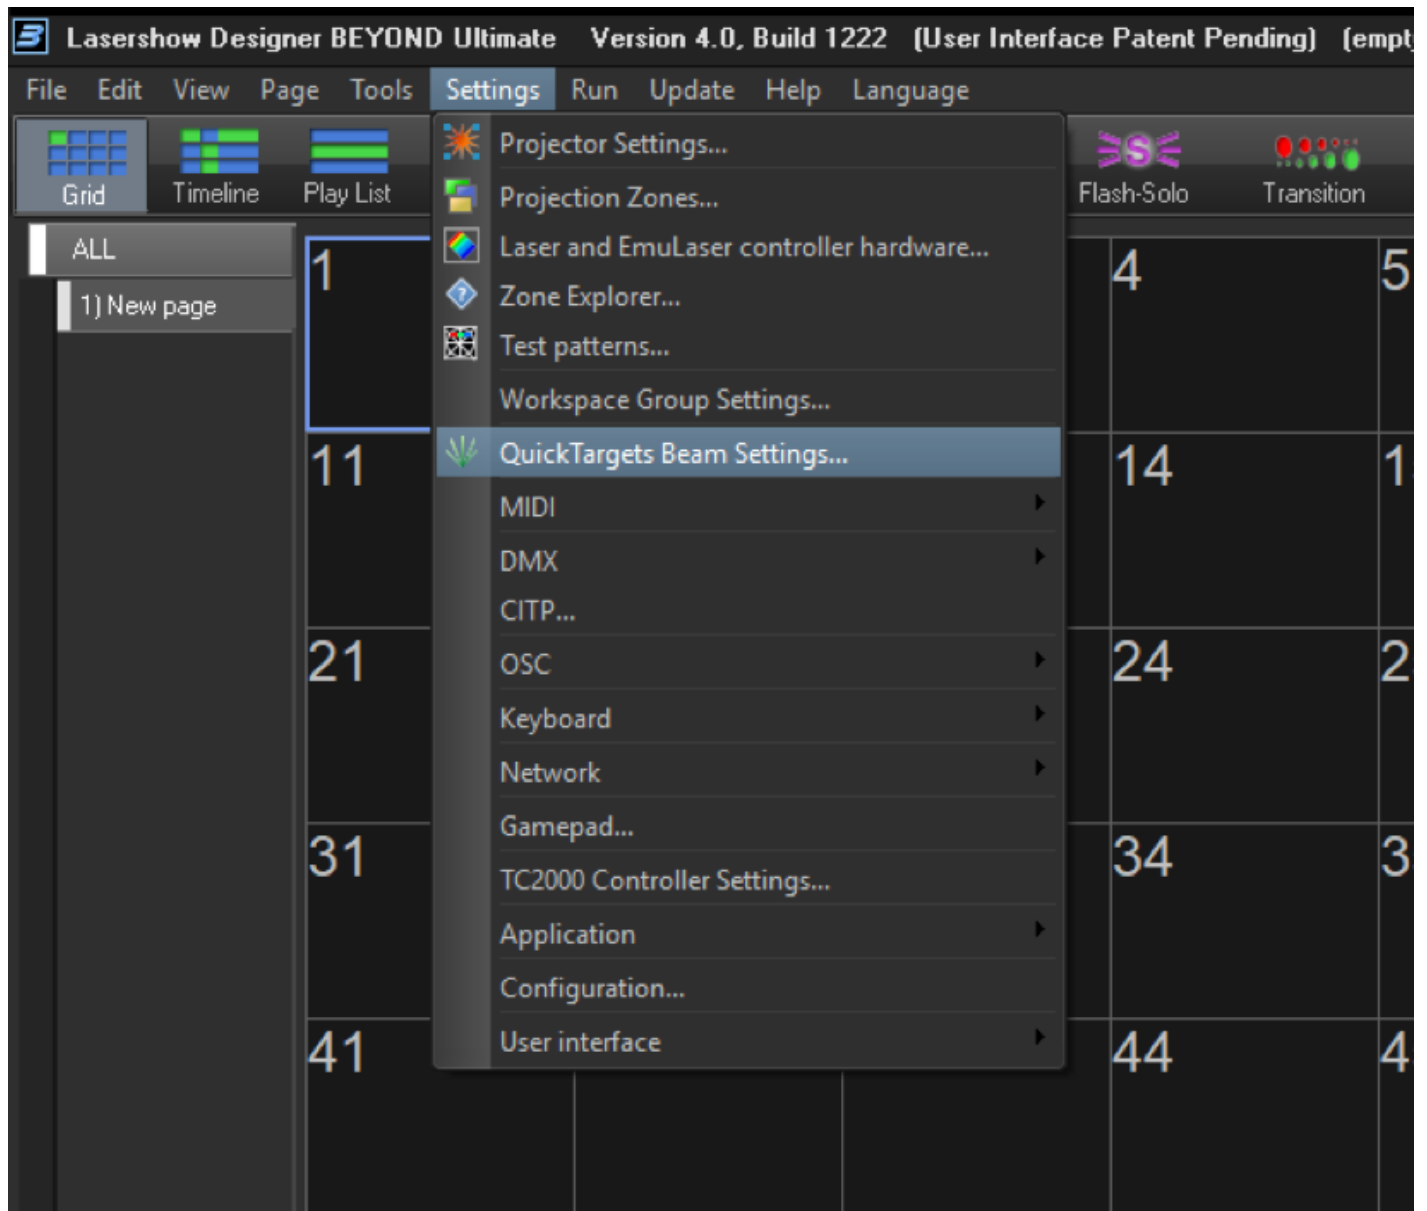 Lasershow Designer BEYOND Ultimate Version 4.0, Build 1222 (User Interface Patent Pending)
File Edit View Page Tools Settings Run Update Help Language
Grid Timeline Play List Flash-Solo Transition
ALL
1) New page
Projector Settings...
Projection Zones...
Laser and EmuLaser controller hardware...
Zone Explorer...
Test patterns...
Workspace Group Settings...
QuickTargets Beam Settings...
MIDI
DMX
CITP...
OSC
Keyboard
Network
Gamepad...
TC2000 Controller Settings...
Application
Configuration...
User interface
1 4 5
11 14
21 24
31 34
41 44